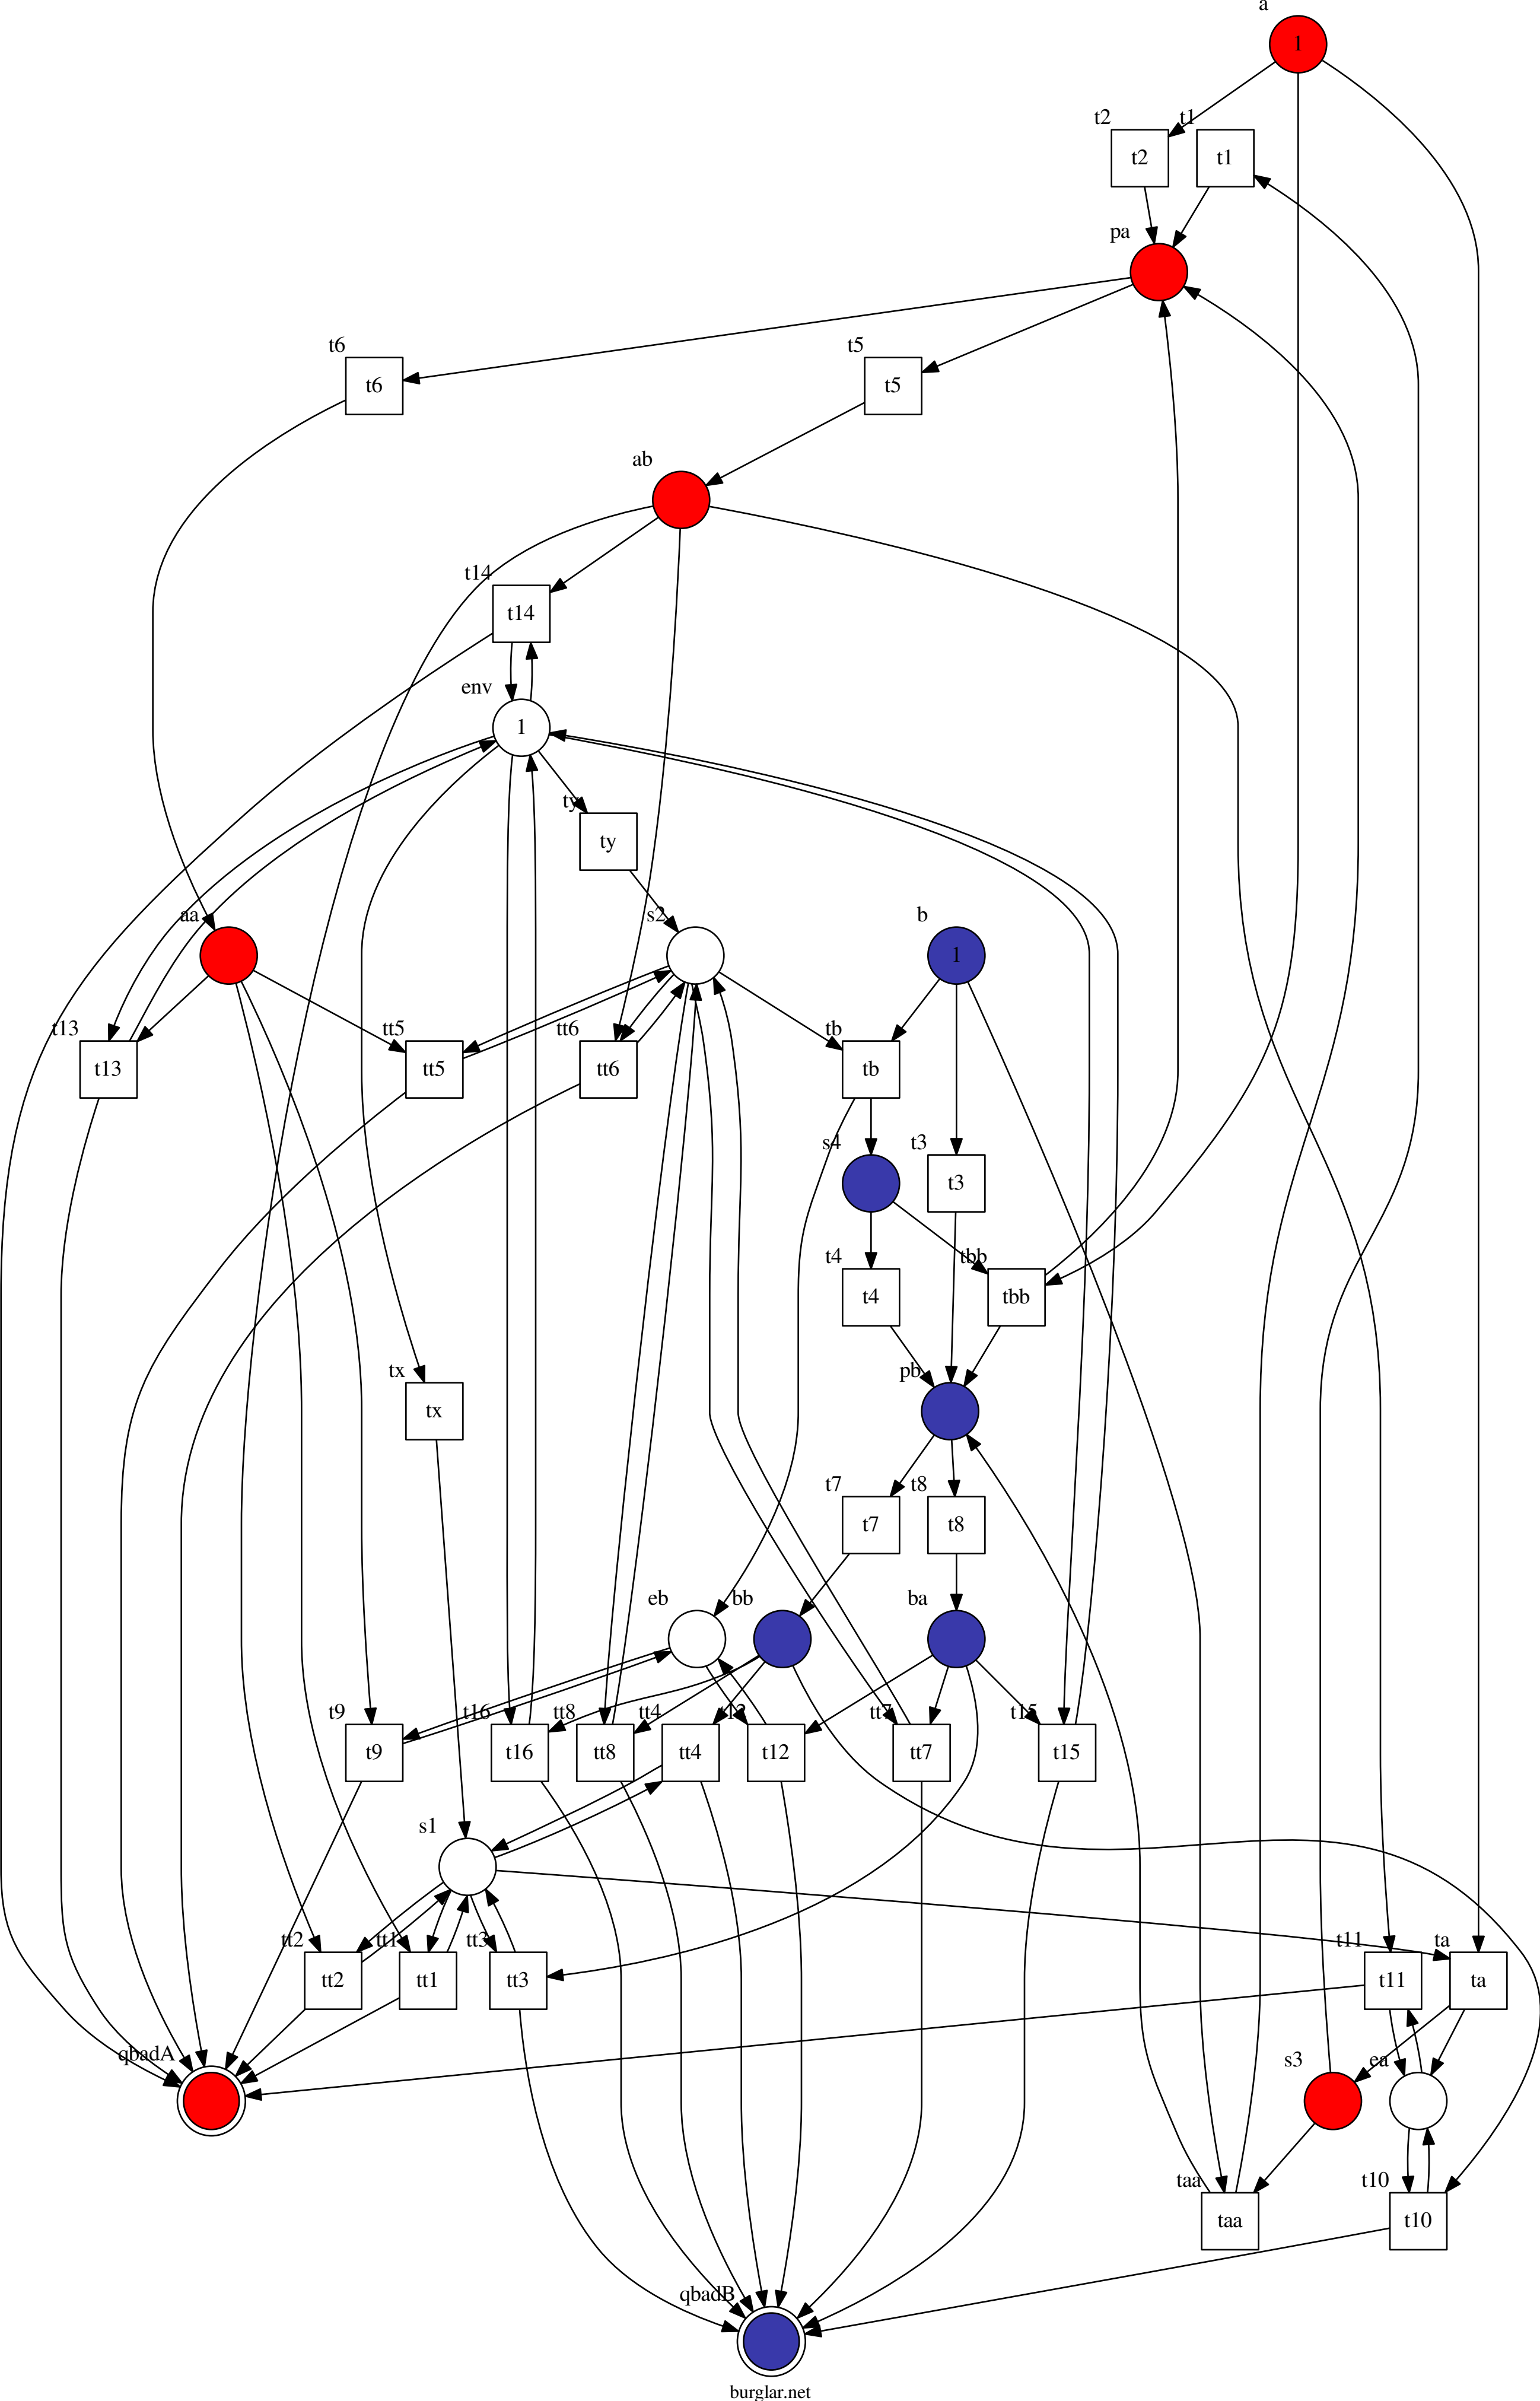 a
1
t2
t1
t2
t1
pa
t6
t5
t6
t5
ab
t14
t14
env
1
ty
ty
aa
s2
b
1
t13
tt5
tt6
tb
t13
tt5
tt6
tb
s4
t3
t3
t4
tbb
t4
tbb
tx
pb
tx
t7
t8
t7
t8
eb
bb
ba
t9
t16
tt8
tt4
t12
tt7
t15
t9
t16
tt8
tt4
t12
tt7
t15
s1
tt2
tt1
tt3
t11
ta
tt2
tt1
tt3
t11
ta
qbadA
s3
ea
taa
t10
taa
t10
qbadB
burglar.net